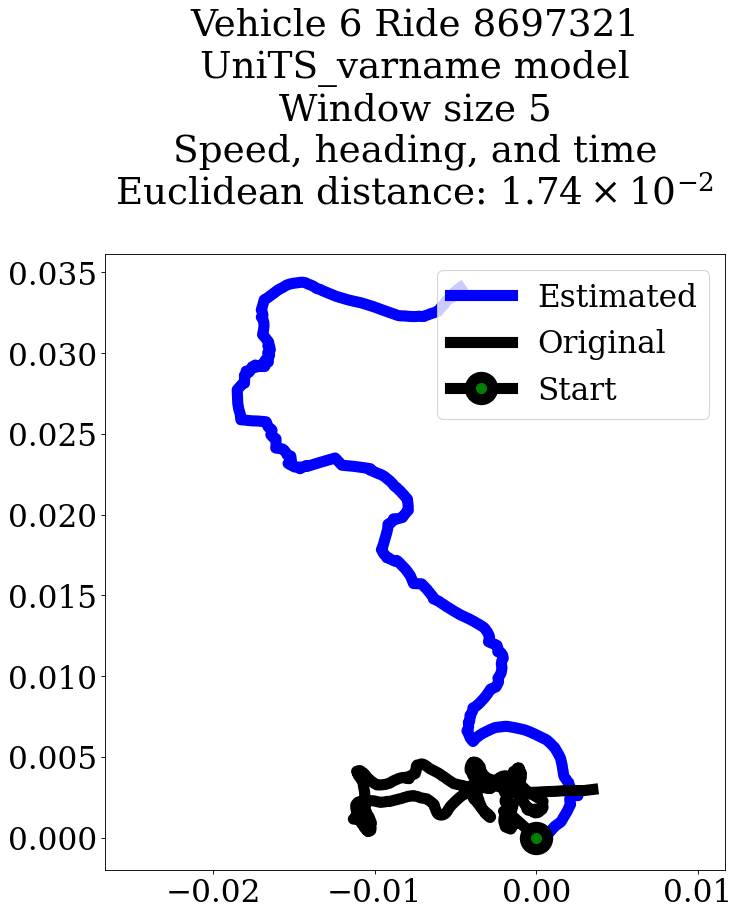 Vehicle 6 Ride 8697321
UniTS_varname model
Window size 5
Speed, heading, and time
Euclidean distance: 1.74 × 10⁻²
0.035
0.030
0.025
0.020
0.015
0.010
0.005
0.000
−0.02 −0.01 0.00 0.01
Estimated
Original
Start